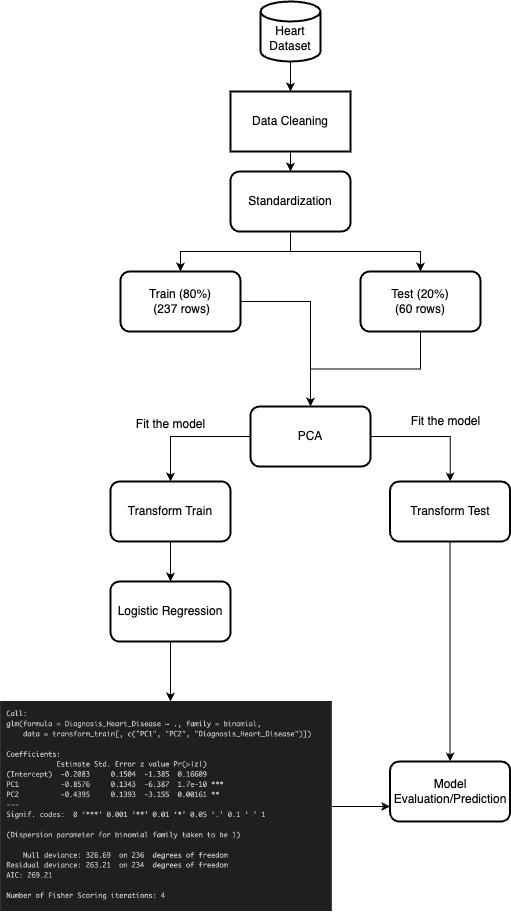 Heart
Dataset
Data Cleaning
Standardization
Train (80%)
(237 rows)
Test (20%)
(60 rows)
PCA
Fit the model
Fit the model
Transform Train
Transform Test
Logistic Regression
Call:
glm(formula = Diagnosis_Heart_Disease ~ ., family = binomial,
    data = transform_train[, c("PC1", "PC2", "Diagnosis_Heart_Disease")])
Coefficients:
            Estimate Std. Error z value Pr(>|z|)
(Intercept)  -0.2083     0.1504  -1.385  0.16609
PC1          -0.8576     0.1343  -6.387  1.7e-10 ***
PC2          -0.4395     0.1393  -3.155  0.00161 **
---
Signif. codes:  0 '***' 0.001 '**' 0.01 '*' 0.05 '.' 0.1 ' ' 1
(Dispersion parameter for binomial family taken to be 1)
    Null deviance: 326.69  on 236  degrees of freedom
Residual deviance: 263.21  on 234  degrees of freedom
AIC: 269.21
Number of Fisher Scoring iterations: 4
Model
Evaluation/Prediction